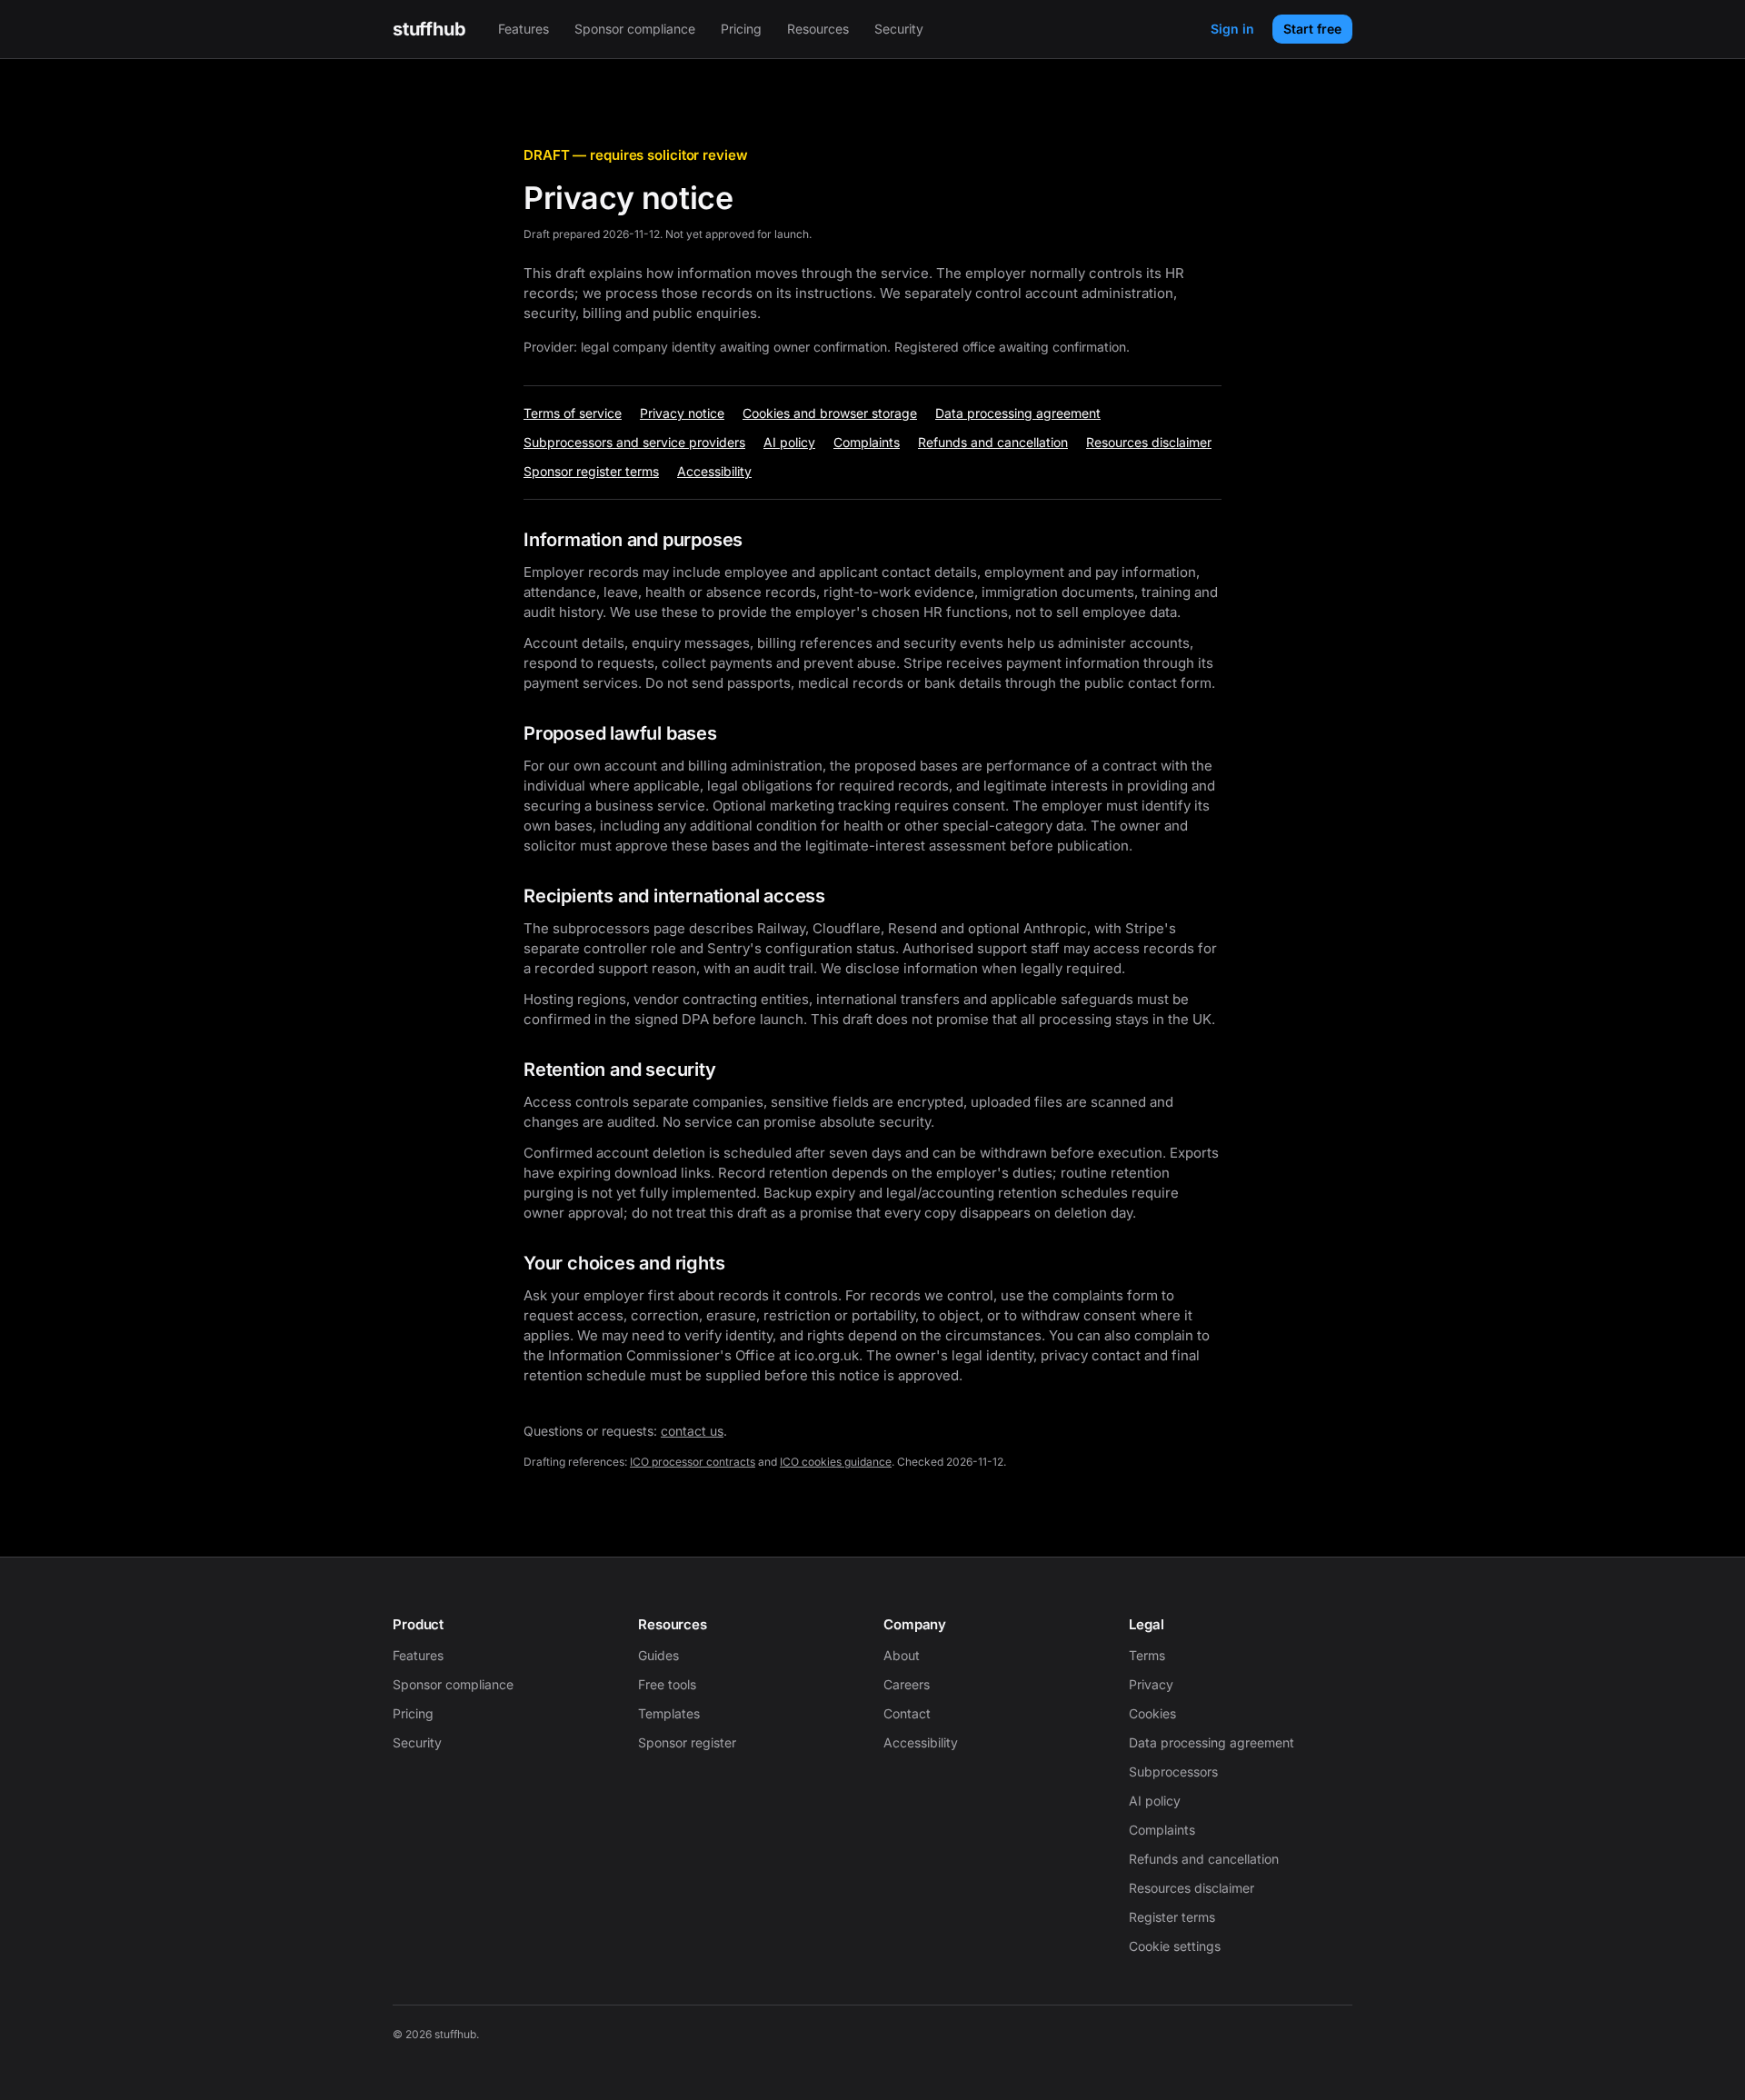 stuffhub Features Sponsor compliance Pricing Resources Security Sign in Start free
DRAFT — requires solicitor review
Privacy notice
Draft prepared 2026-11-12. Not yet approved for launch.
This draft explains how information moves through the service. The employer normally controls its HR
records; we process those records on its instructions. We separately control account administration,
security, billing and public enquiries.
Provider: legal company identity awaiting owner confirmation. Registered office awaiting confirmation.
Terms of service Privacy notice Cookies and browser storage Data processing agreement
Subprocessors and service providers AI policy Complaints Refunds and cancellation Resources disclaimer
Sponsor register terms Accessibility
Information and purposes
Employer records may include employee and applicant contact details, employment and pay information,
attendance, leave, health or absence records, right-to-work evidence, immigration documents, training and
audit history. We use these to provide the employer's chosen HR functions, not to sell employee data.
Account details, enquiry messages, billing references and security events help us administer accounts,
respond to requests, collect payments and prevent abuse. Stripe receives payment information through its
payment services. Do not send passports, medical records or bank details through the public contact form.
Proposed lawful bases
For our own account and billing administration, the proposed bases are performance of a contract with the
individual where applicable, legal obligations for required records, and legitimate interests in providing and
securing a business service. Optional marketing tracking requires consent. The employer must identify its
own bases, including any additional condition for health or other special-category data. The owner and
solicitor must approve these bases and the legitimate-interest assessment before publication.
Recipients and international access
The subprocessors page describes Railway, Cloudflare, Resend and optional Anthropic, with Stripe's
separate controller role and Sentry's configuration status. Authorised support staff may access records for
a recorded support reason, with an audit trail. We disclose information when legally required.
Hosting regions, vendor contracting entities, international transfers and applicable safeguards must be
confirmed in the signed DPA before launch. This draft does not promise that all processing stays in the UK.
Retention and security
Access controls separate companies, sensitive fields are encrypted, uploaded files are scanned and
changes are audited. No service can promise absolute security.
Confirmed account deletion is scheduled after seven days and can be withdrawn before execution. Exports
have expiring download links. Record retention depends on the employer's duties; routine retention
purging is not yet fully implemented. Backup expiry and legal/accounting retention schedules require
owner approval; do not treat this draft as a promise that every copy disappears on deletion day.
Your choices and rights
Ask your employer first about records it controls. For records we control, use the complaints form to
request access, correction, erasure, restriction or portability, to object, or to withdraw consent where it
applies. We may need to verify identity, and rights depend on the circumstances. You can also complain to
the Information Commissioner's Office at ico.org.uk. The owner's legal identity, privacy contact and final
retention schedule must be supplied before this notice is approved.
Questions or requests: contact us.
Drafting references: ICO processor contracts and ICO cookies guidance. Checked 2026-11-12.
Product
Features
Sponsor compliance
Pricing
Security
Resources
Guides
Free tools
Templates
Sponsor register
Company
About
Careers
Contact
Accessibility
Legal
Terms
Privacy
Cookies
Data processing agreement
Subprocessors
AI policy
Complaints
Refunds and cancellation
Resources disclaimer
Register terms
Cookie settings
© 2026 stuffhub.